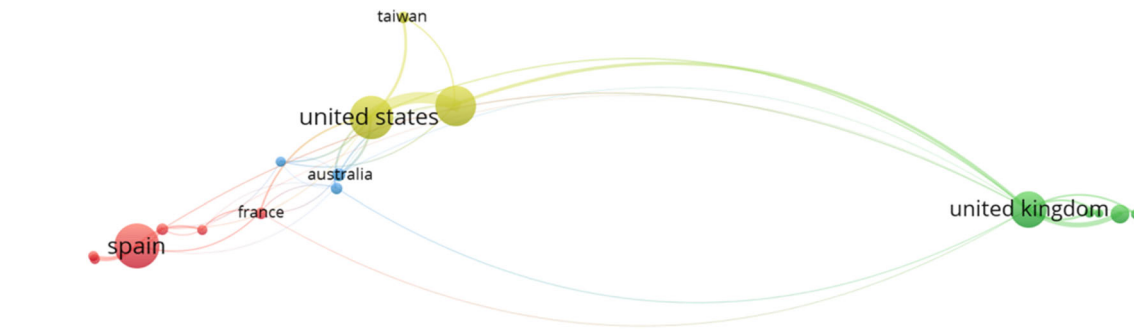 taiwan
united states
australia
france
united kingdom
spain